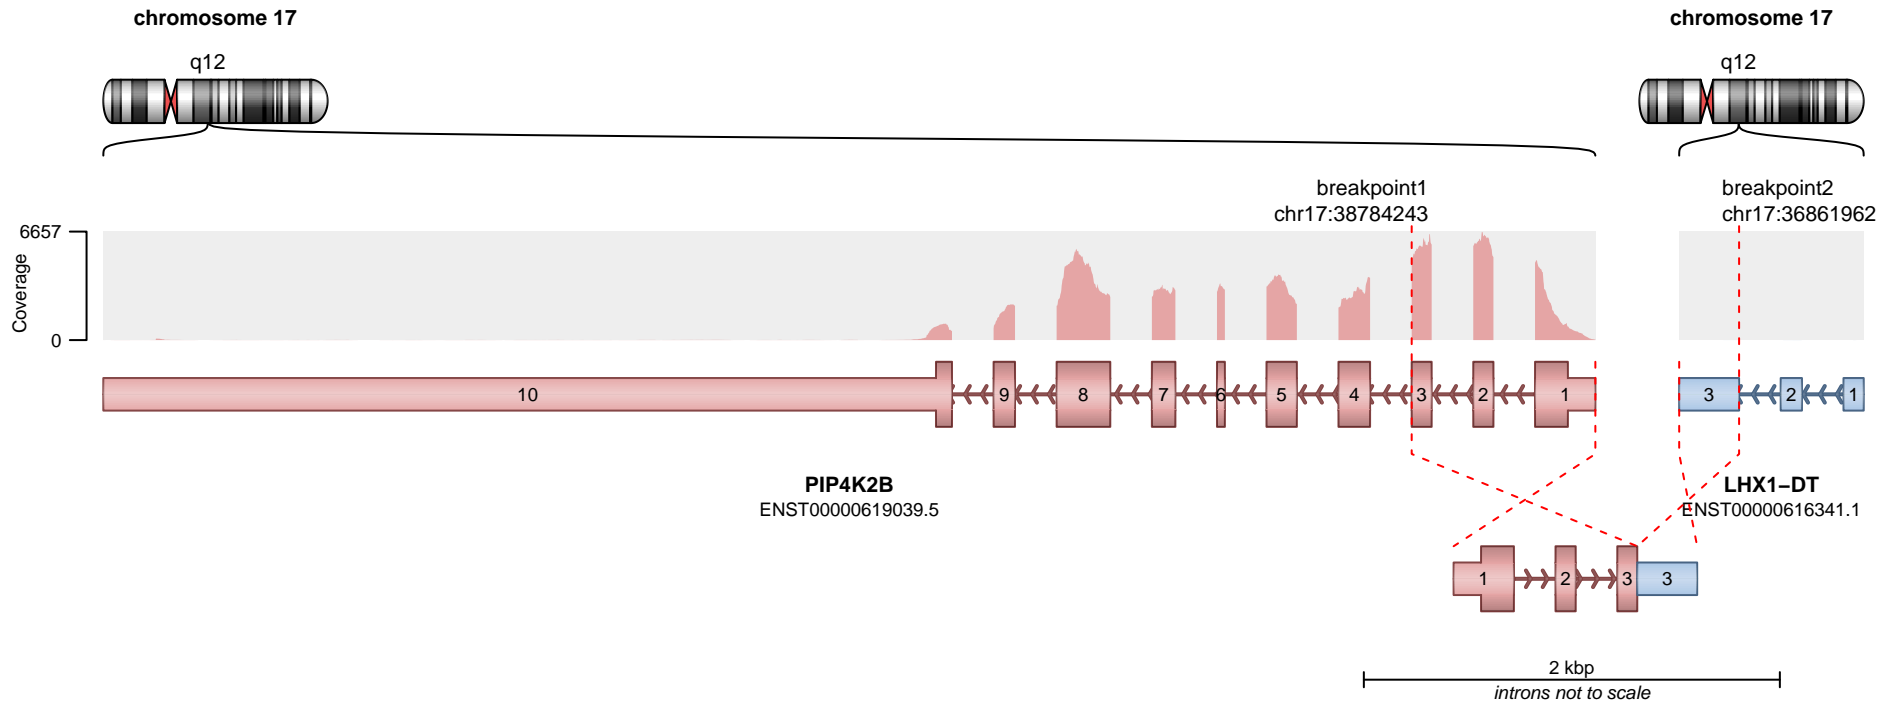 chromosome 17
chromosome 17
q12
q12
breakpoint1
chr17:38784243
breakpoint2
chr17:36861962
6657
Coverage
0
10 9 8 7 6 5 4 3 2 1
3 2 1
PIP4K2B
ENST00000619039.5
LHX1−DT
ENST00000616341.1
1 2 3 3
2 kbp
introns not to scale